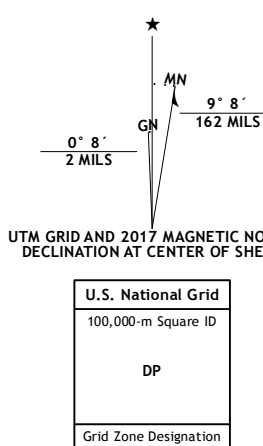 MN
GN
9° 8´
162 MILS
0° 8´
2 MILS
UTM GRID AND 2017 MAGNETIC NO
DECLINATION AT CENTER OF SHE
U.S. National Grid
100,000-m Square ID
DP
Grid Zone Designation